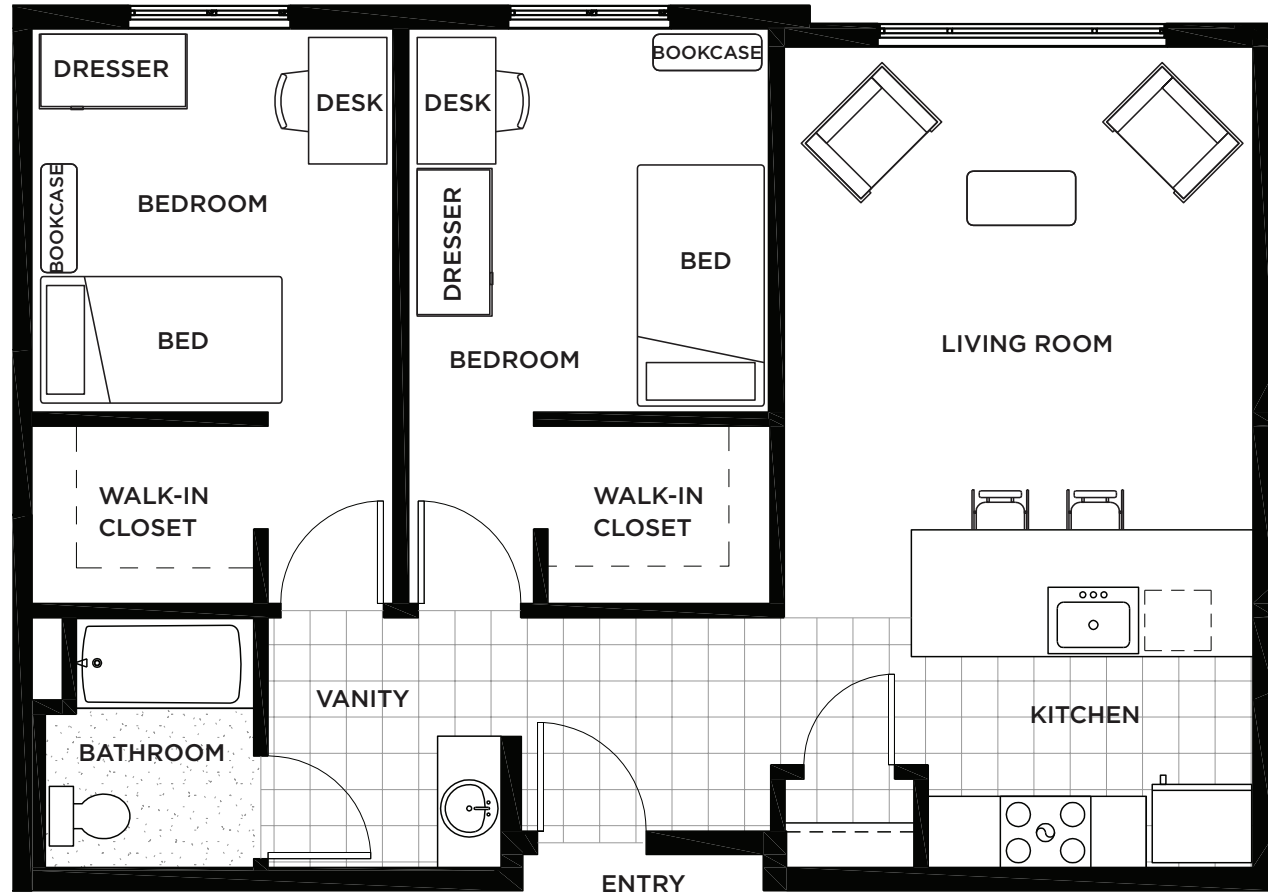 DRESSER
DESK
DESK
BOOKCASE
BOOKCASE
BEDROOM
DRESSER
BED
BED
BEDROOM
LIVING ROOM
WALK-IN
CLOSET
WALK-IN
CLOSET
VANITY
BATHROOM
KITCHEN
ENTRY